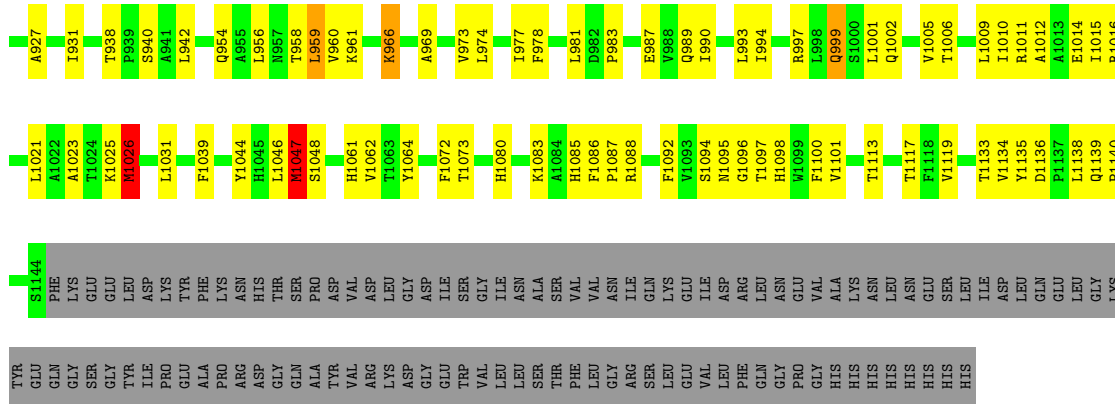 A927 I931 T938 P939 S940 A941 L942 Q954 A955 L956 N957 T958 L959 V960 K961 K966 A969 V973 L974 I977 F978 L981 D982 P983 E987 V988 Q989 I990 L993 I994 R997 L998 Q999 S1000 L1001 Q1002 V1005 T1006 L1009 I1010 R1011 A1012 A1013 E1014 I1015 R1016
L1021 A1022 A1023 T1024 K1025 M1026 L1031 F1039 Y1044 H1045 L1046 M1047 S1048 H1061 V1062 T1063 Y1064 F1072 T1073 H1080 K1083 A1084 H1085 F1086 P1087 R1088 F1092 V1093 S1094 N1095 G1096 T1097 H1098 W1099 F1100 V1101 T1113 T1117 F1118 V1119 T1133 V1134 Y1135 D1136 P1137 L1138 Q1139 P1140
S1144 PHE LYS GLU GLU LEU ASP LYS TYR PHE LYS ASN HIS THR SER PRO ASP VAL ASP LEU GLY ASP ILE SER GLY ILE ASN ALA SER VAL VAL ASN ILE GLN LYS GLU ILE ASP ARG LEU ASN GLU VAL ALA LYS ASN LEU ASN GLU SER LEU ILE ASP LEU GLN GLU LEU GLY LYS
TYR GLU GLN GLY SER GLY TYR ILE PRO GLU ALA PRO ARG ASP GLY GLN ALA TYR VAL ARG LYS ASP GLY GLU TRP VAL LEU LEU SER THR PHE LEU GLY ARG SER LEU GLU VAL LEU PHE GLN GLY PRO GLY HIS HIS HIS HIS HIS HIS HIS HIS